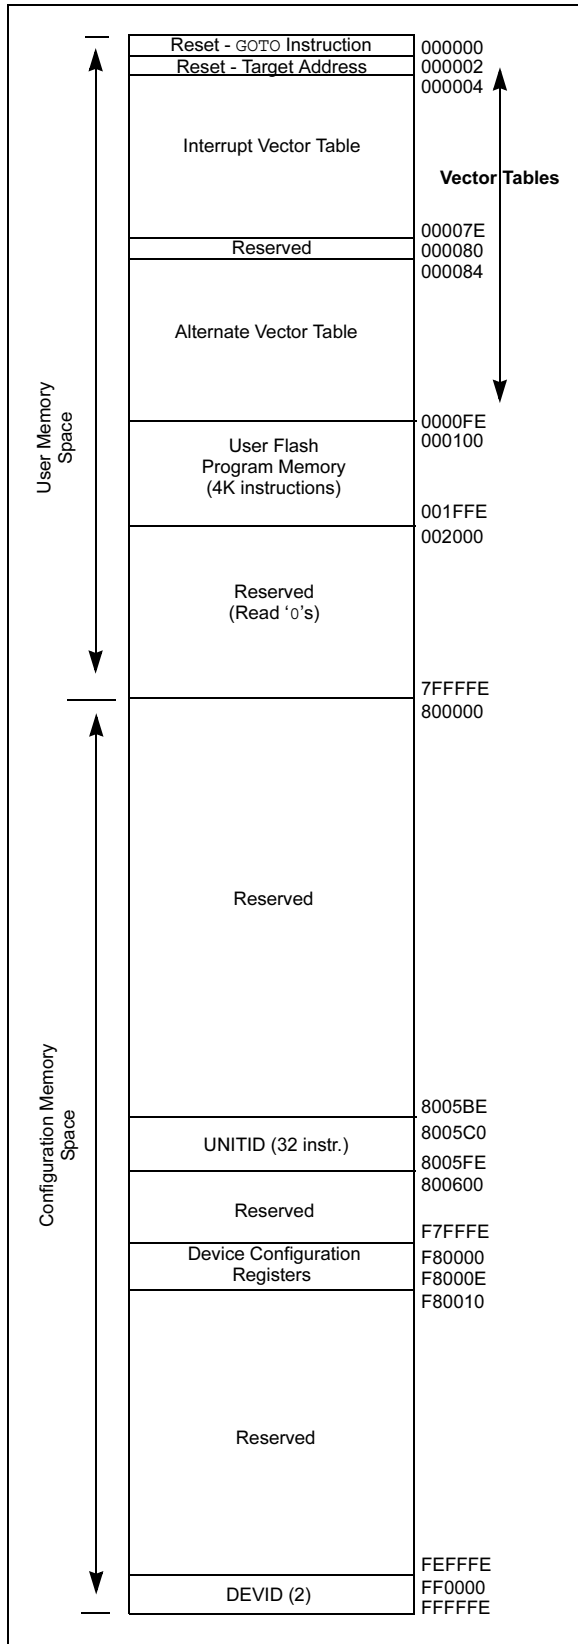 Reset - GOTO Instruction
000000
Reset - Target Address
000002
000004
Interrupt Vector Table
Vector Tables
00007E
Reserved
000080
000084
Alternate Vector Table
0000FE
000100
User Flash
Program Memory
(4K instructions)
001FFE
002000
Reserved
(Read ‘0’s)
7FFFFE
User Memory
Space
800000
Reserved
8005BE
8005C0
UNITID (32 instr.)
8005FE
800600
Reserved
F7FFFE
Device Configuration
Registers
F80000
F8000E
F80010
Reserved
FEFFFE
FF0000
DEVID (2)
FFFFFE
Configuration Memory
Space